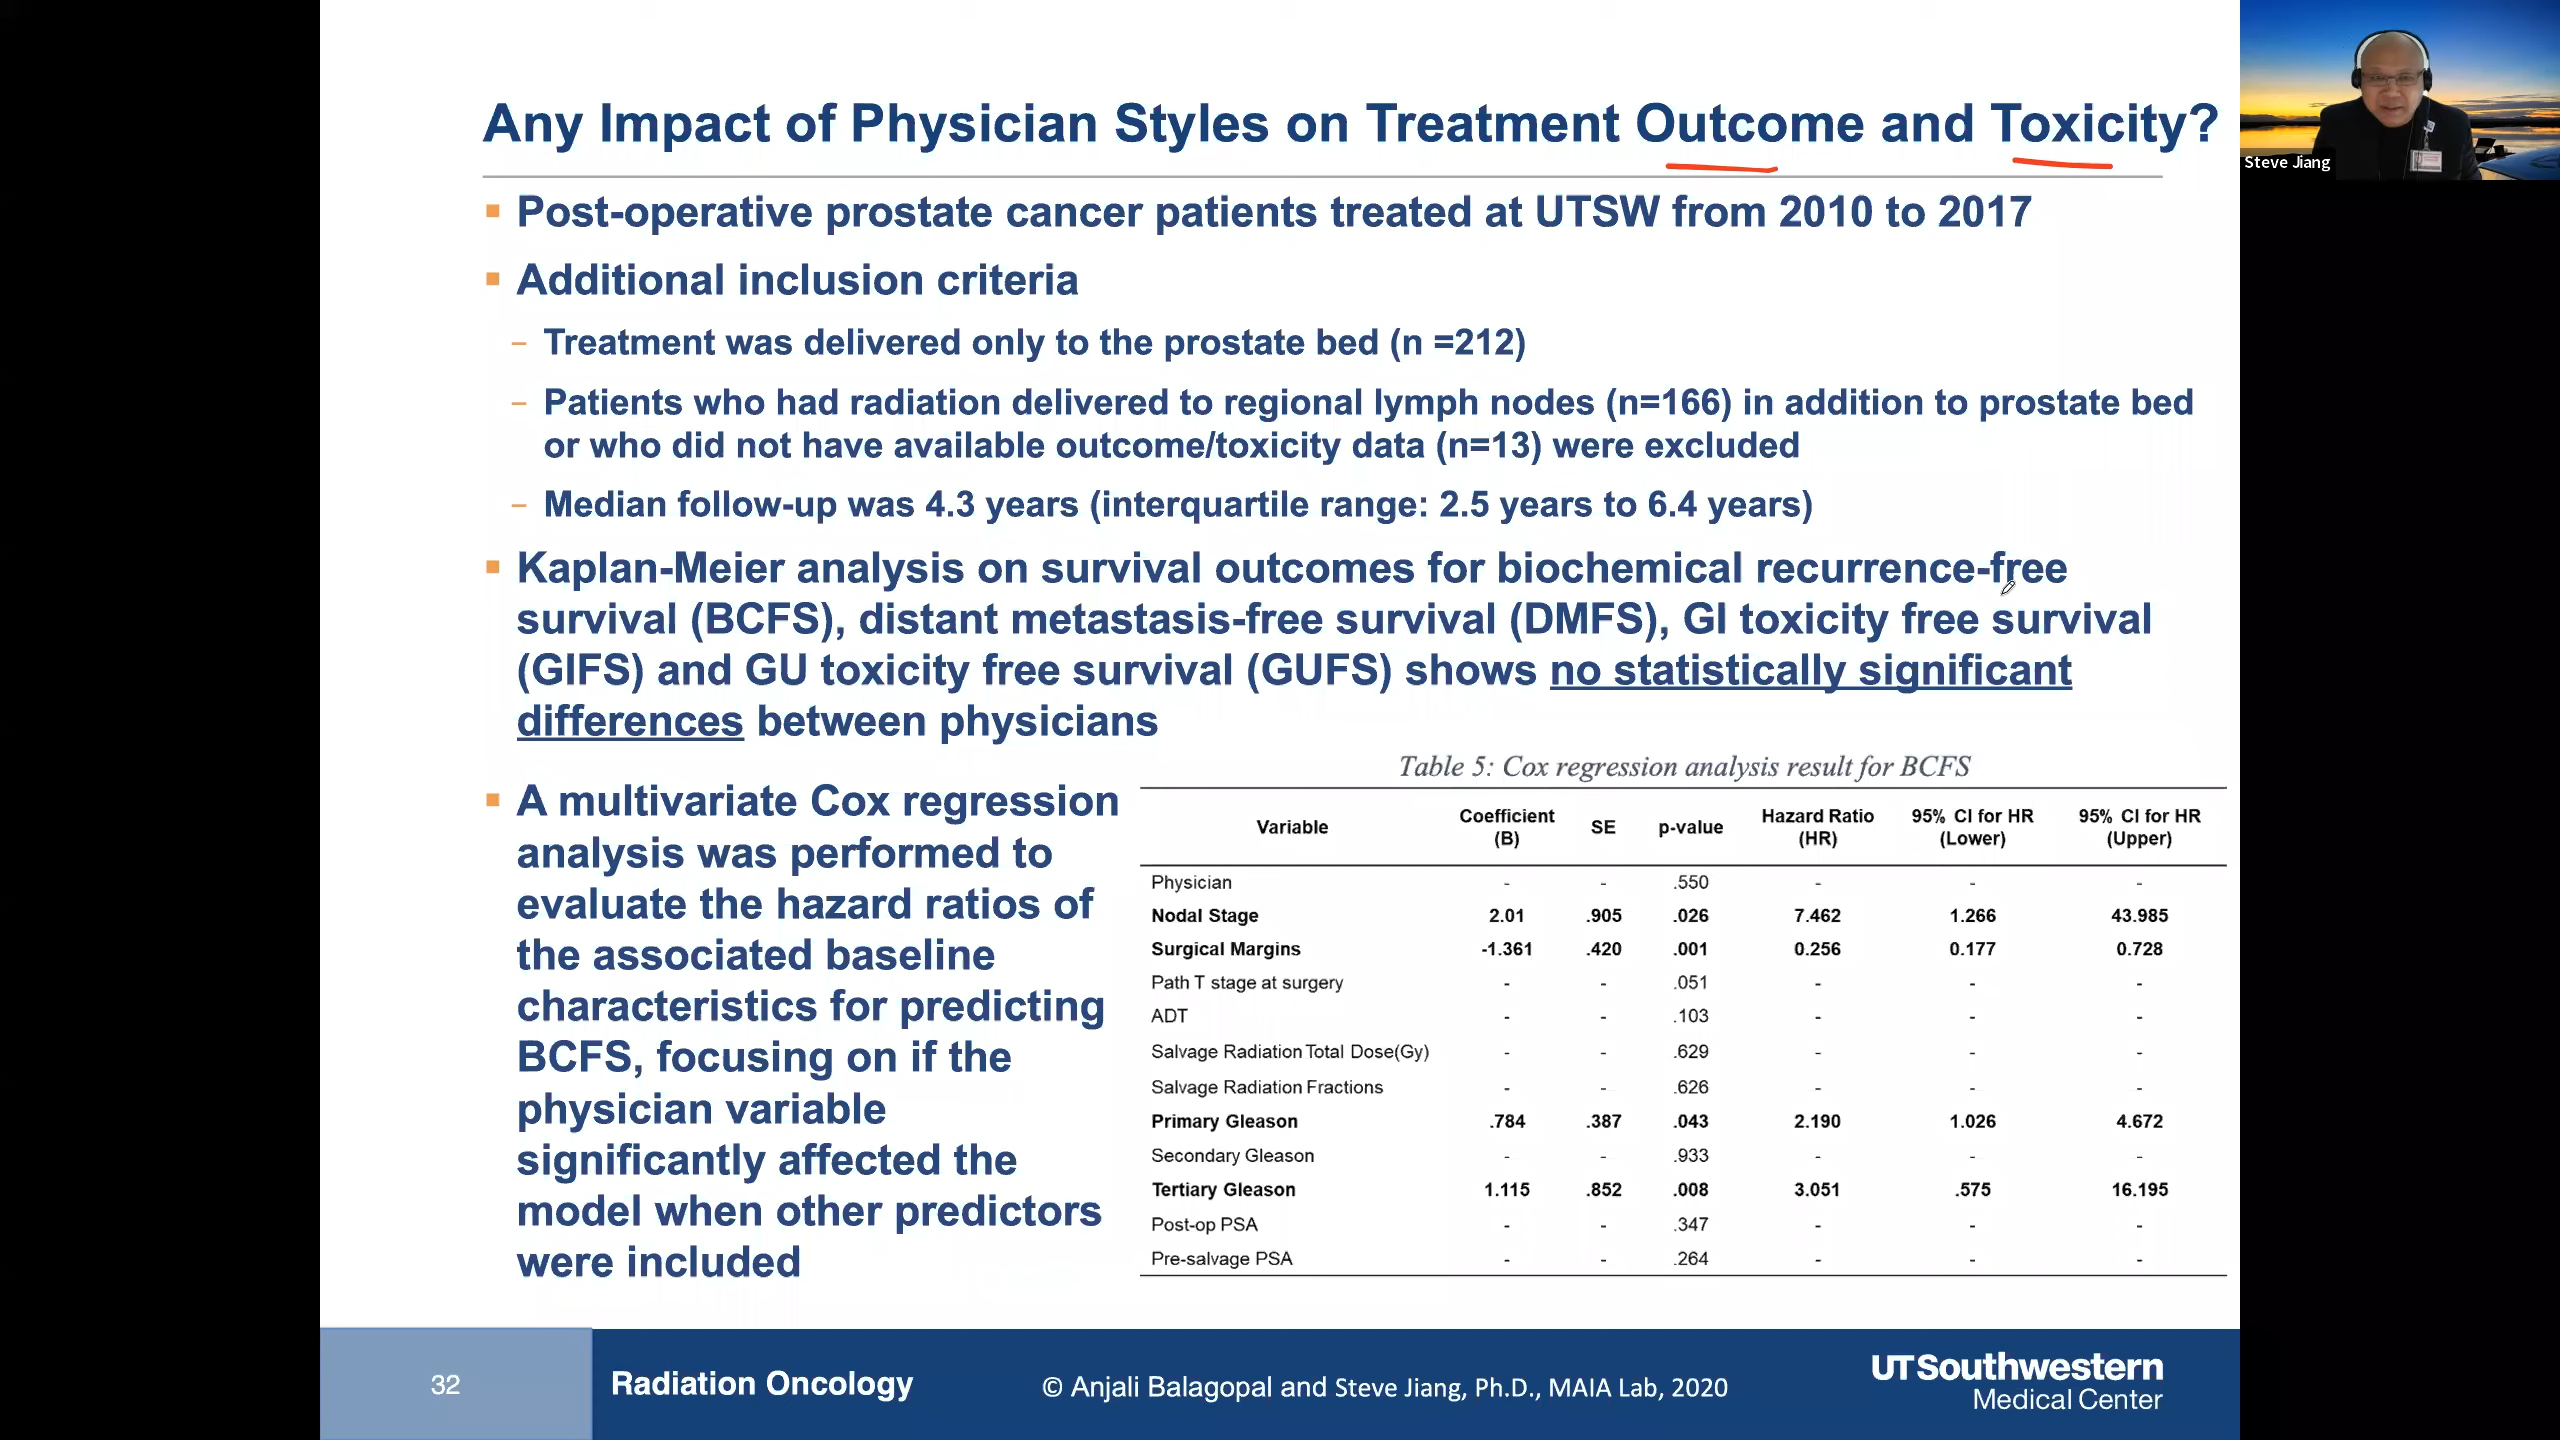 Any Impact of Physician Styles on Treatment Outcome and Toxicity?
Steve Jiang
▪ Post-operative prostate cancer patients treated at UTSW from 2010 to 2017
▪ Additional inclusion criteria
– Treatment was delivered only to the prostate bed (n =212)
– Patients who had radiation delivered to regional lymph nodes (n=166) in addition to prostate bed
or who did not have available outcome/toxicity data (n=13) were excluded
– Median follow-up was 4.3 years (interquartile range: 2.5 years to 6.4 years)
▪ Kaplan-Meier analysis on survival outcomes for biochemical recurrence-free
survival (BCFS), distant metastasis-free survival (DMFS), GI toxicity free survival
(GIFS) and GU toxicity free survival (GUFS) shows no statistically significant
differences between physicians
▪ A multivariate Cox regression
analysis was performed to
evaluate the hazard ratios of
the associated baseline
characteristics for predicting
BCFS, focusing on if the
physician variable
significantly affected the
model when other predictors
were included
Table 5: Cox regression analysis result for BCFS
Variable Coefficient (B) SE p-value Hazard Ratio (HR) 95% CI for HR (Lower) 95% CI for HR (Upper)
Physician - - .550 - - -
Nodal Stage 2.01 .905 .026 7.462 1.266 43.985
Surgical Margins -1.361 .420 .001 0.256 0.177 0.728
Path T stage at surgery - - .051 - - -
ADT - - .103 - - -
Salvage Radiation Total Dose(Gy) - - .629 - - -
Salvage Radiation Fractions - - .626 - - -
Primary Gleason .784 .387 .043 2.190 1.026 4.672
Secondary Gleason - - .933 - - -
Tertiary Gleason 1.115 .852 .008 3.051 .575 16.195
Post-op PSA - - .347 - - -
Pre-salvage PSA - - .264 - - -
32
Radiation Oncology
© Anjali Balagopal and Steve Jiang, Ph.D., MAIA Lab, 2020
UTSouthwestern
Medical Center